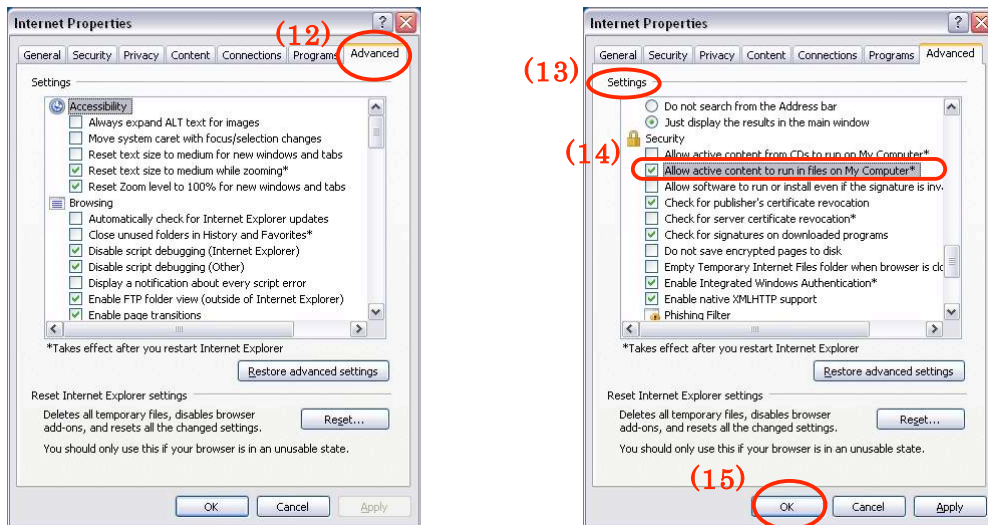 Internet Properties
(12)
General Security Privacy Content Connections Programs Advanced
Settings
Accessibility
Always expand ALT text for images
Move system caret with focus/selection changes
Reset text size to medium for new windows and tabs
Reset text size to medium while zooming*
Reset Zoom level to 100% for new windows and tabs
Browsing
Automatically check for Internet Explorer updates
Close unused folders in History and Favorites*
Disable script debugging (Internet Explorer)
Disable script debugging (Other)
Display a notification about every script error
Enable FTP folder view (outside of Internet Explorer)
Enable page transitions
*Takes effect after you restart Internet Explorer
Restore advanced settings
Reset Internet Explorer settings
Deletes all temporary files, disables browser
add-ons, and resets all the changed settings.
Reset...
You should only use this if your browser is in an unusable state.
OK Cancel Apply
Internet Properties
General Security Privacy Content Connections Programs Advanced
(13)
Settings
Do not search from the Address bar
Just display the results in the main window
Security
(14)
Allow active content from CDs to run on My Computer*
Allow active content to run in files on My Computer*
Allow software to run or install even if the signature is inv
Check for publisher's certificate revocation
Check for server certificate revocation*
Check for signatures on downloaded programs
Do not save encrypted pages to disk
Empty Temporary Internet Files folder when browser is clo
Enable Integrated Windows Authentication*
Enable native XMLHTTP support
Phishing Filter
*Takes effect after you restart Internet Explorer
Restore advanced settings
Reset Internet Explorer settings
Deletes all temporary files, disables browser
add-ons, and resets all the changed settings.
Reset...
You should only use this if your browser is in an unusable state.
(15)
OK Cancel Apply